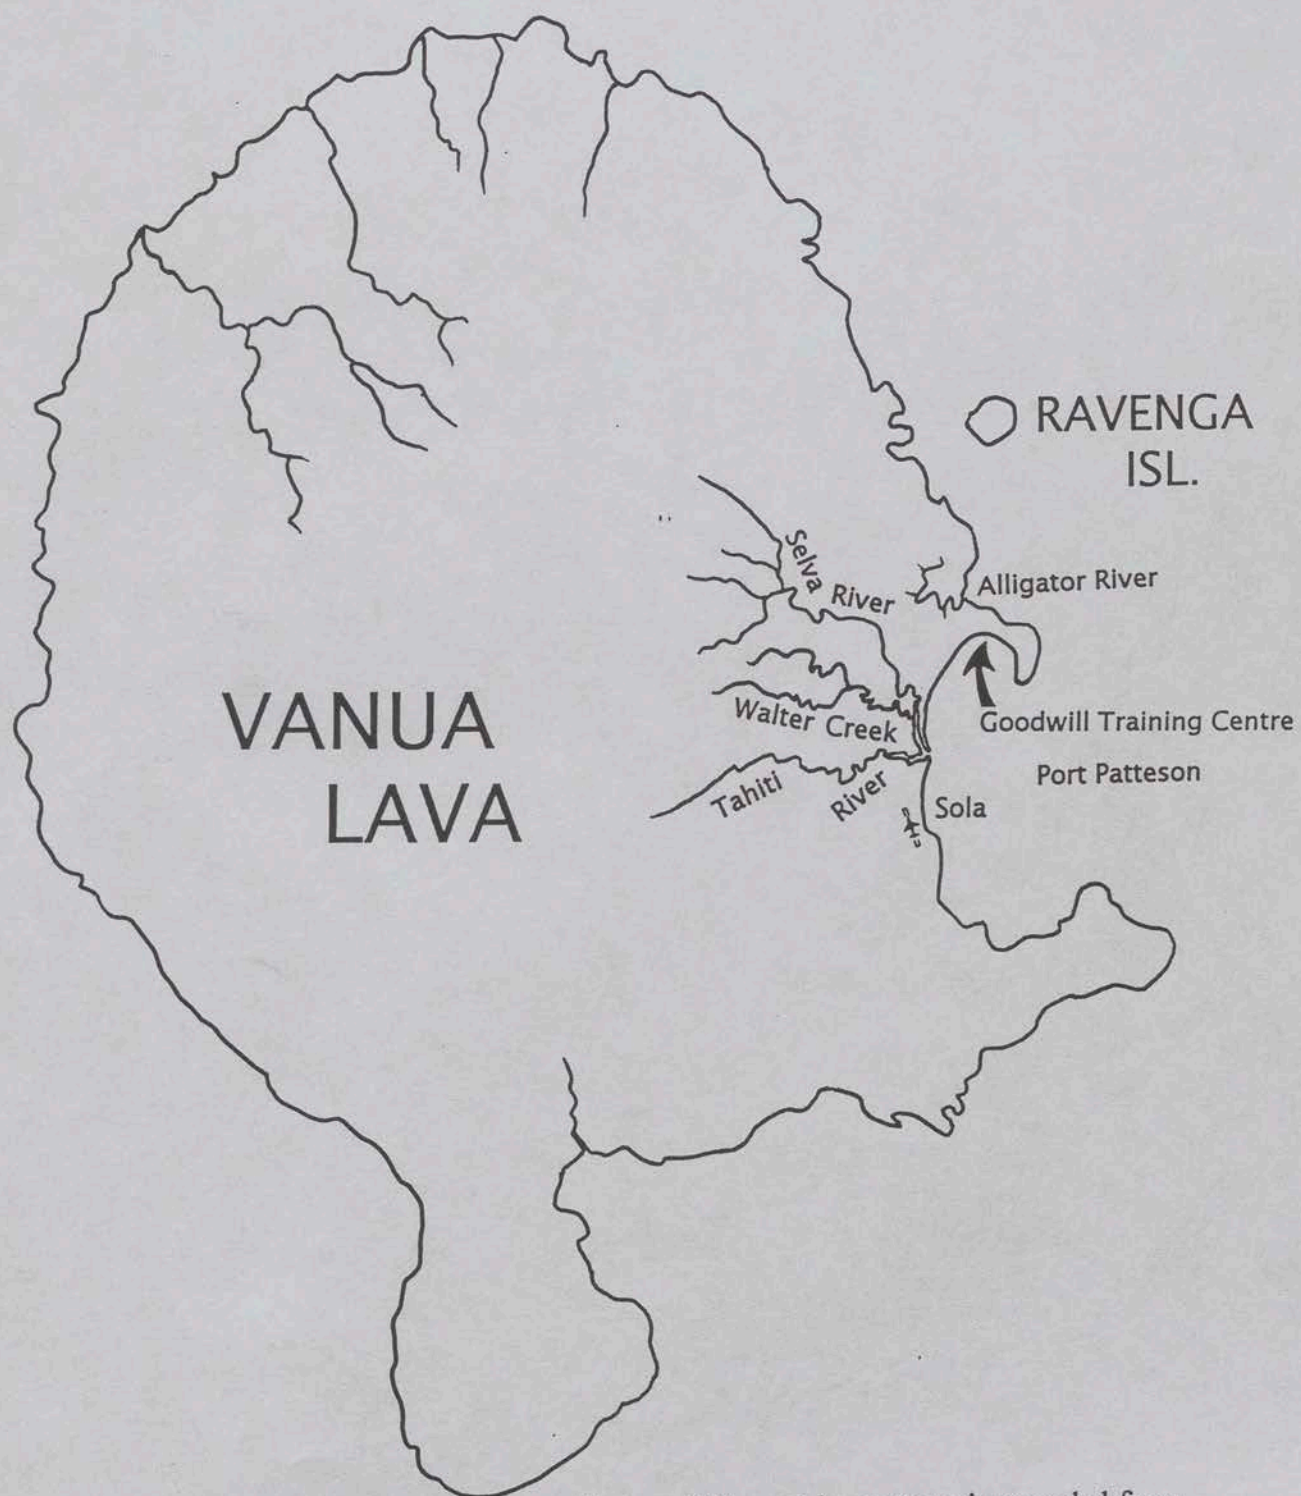 RAVENGA
ISL.
Selva River
Alligator River
VANUA
LAVA
Walter Creek
Goodwill Training Centre
Port Patteson
Tahiti River
Sola